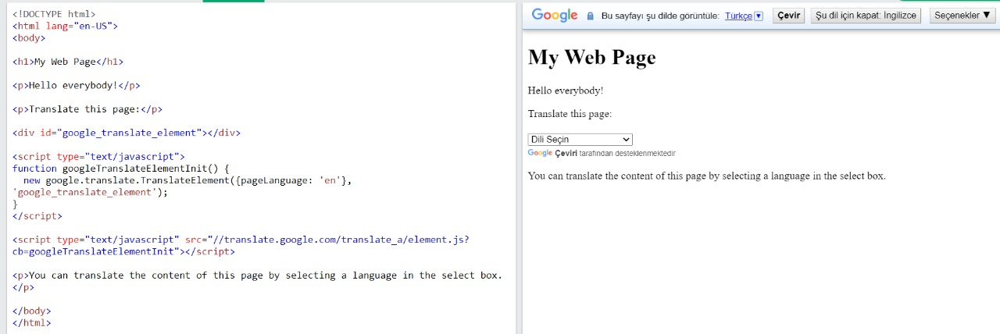 <!DOCTYPE html>
<html lang="en-US">
<body>
<h1>My Web Page</h1>
<p>Hello everybody!</p>
<p>Translate this page:</p>
<div id="google_translate_element"></div>
<script type="text/javascript">
function googleTranslateElementInit() {
  new google.translate.TranslateElement({pageLanguage: 'en'},
'google_translate_element');
}
</script>
<script type="text/javascript" src="//translate.google.com/translate_a/element.js?
cb=googleTranslateElementInit"></script>
<p>You can translate the content of this page by selecting a language in the select box.
</p>
</body>
</html>
Google Bu sayfayı şu dilde görüntüle: Türkçe ▼ Çevir Şu dil için kapat: İngilizce Seçenekler ▼
My Web Page
Hello everybody!
Translate this page:
Dili Seçin
Google Çeviri tarafından desteklenmektedir
You can translate the content of this page by selecting a language in the select box.